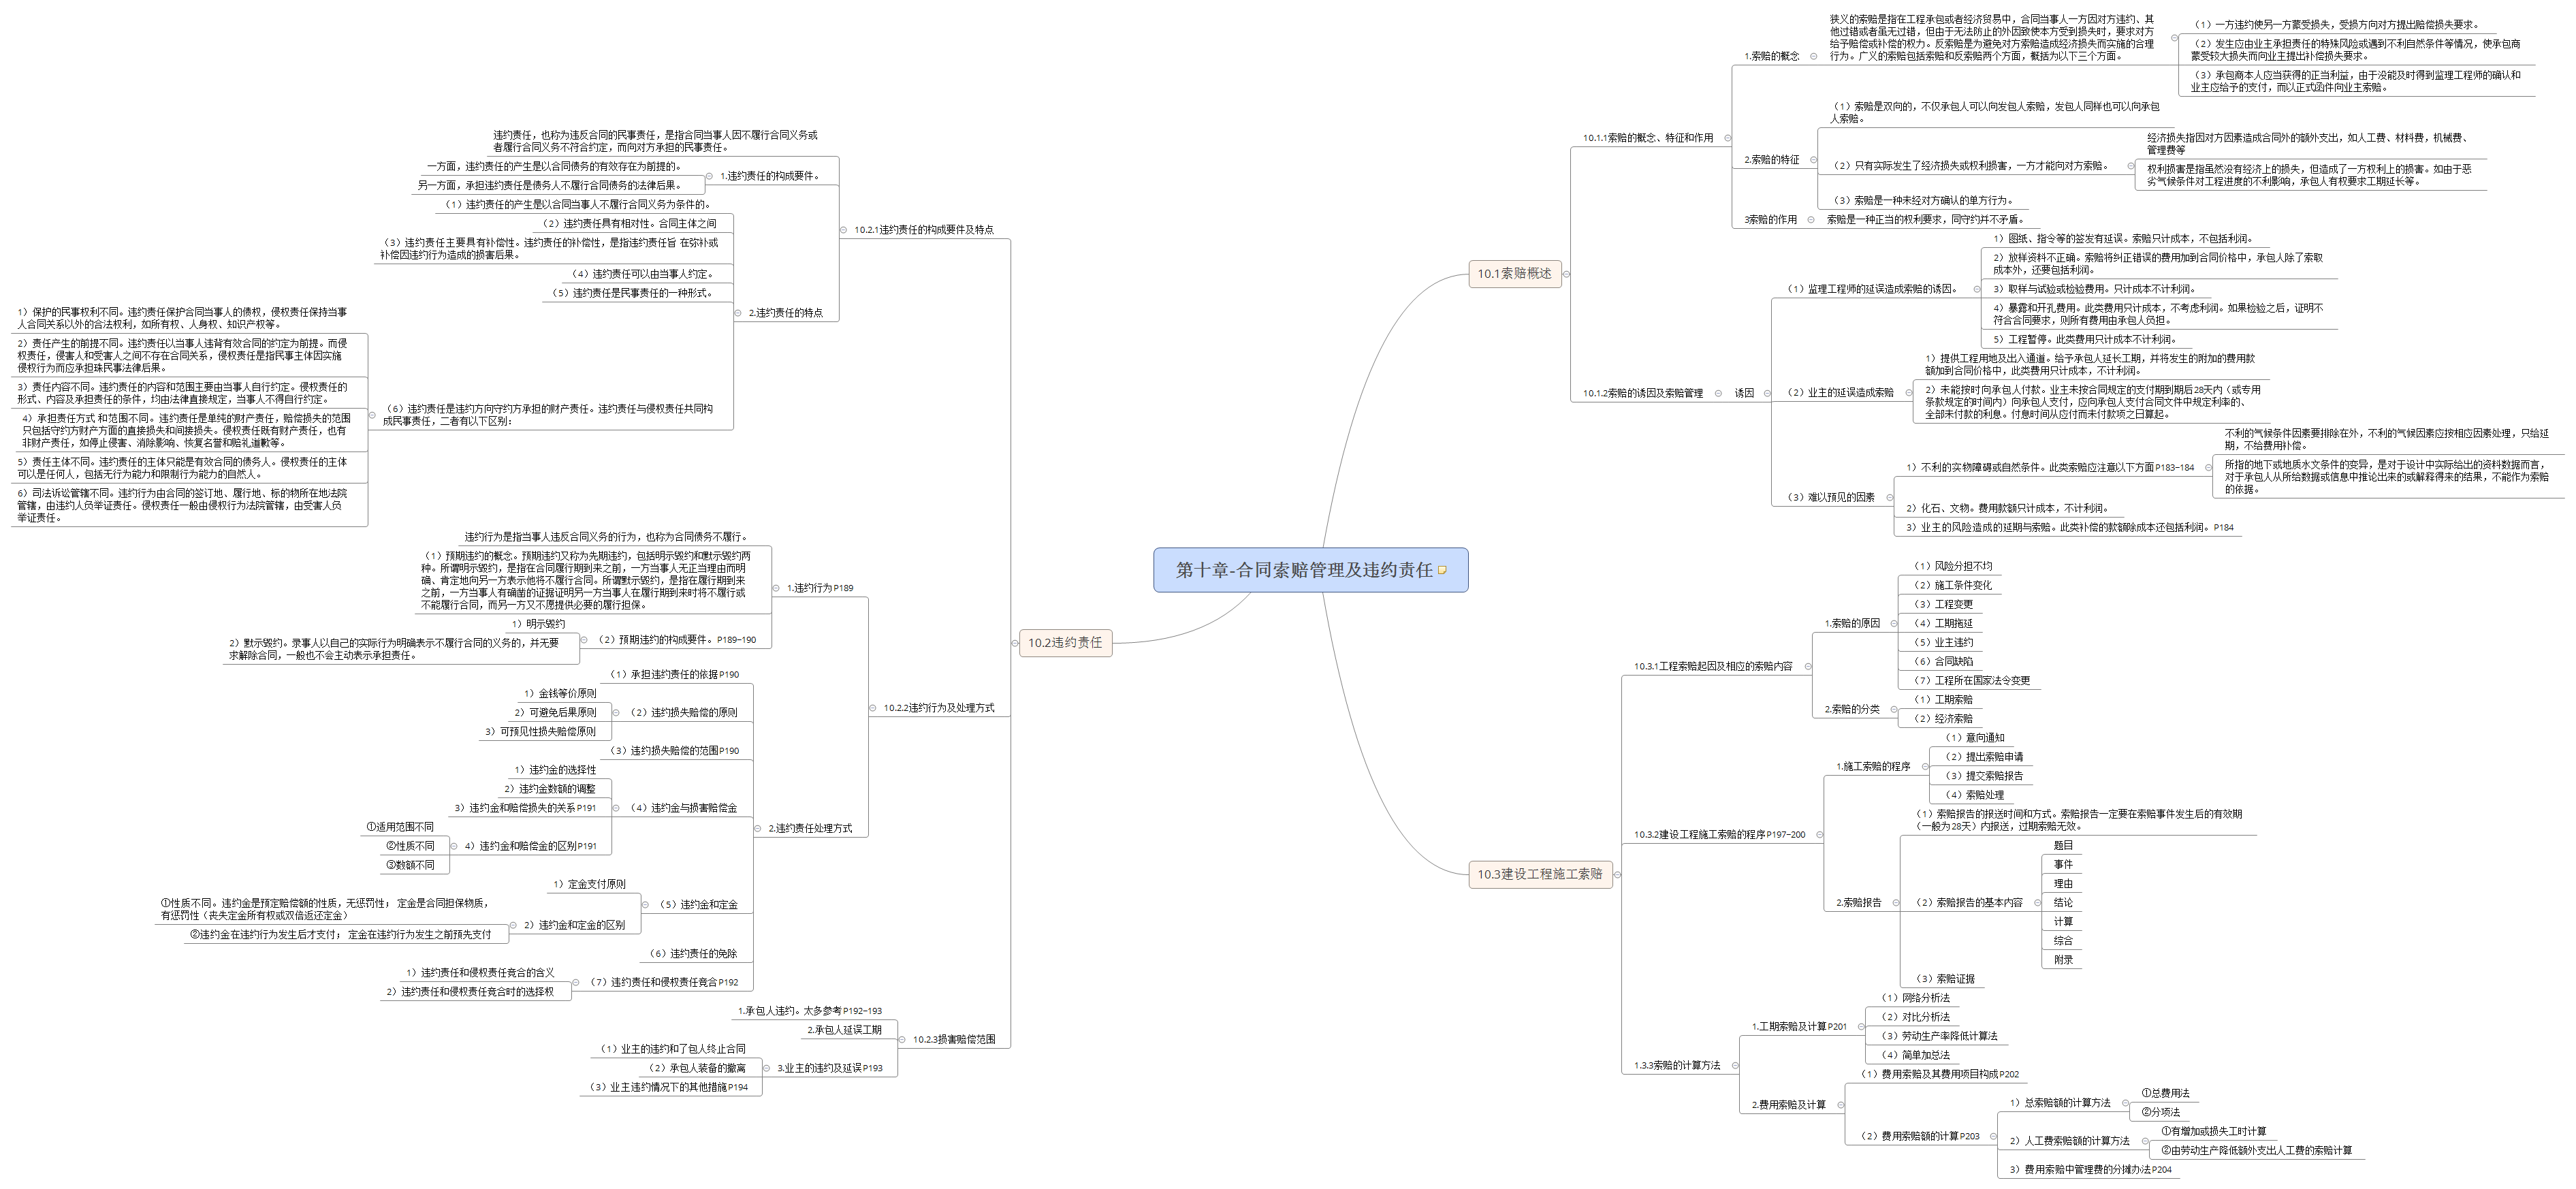 第十章-合同索赔管理及违约责任
10.1索赔概述
10.1.1索赔的概念、特征和作用
1.索赔的概念
狭义的索赔是指在工程承包或者经济贸易中，合同当事人一方因对方违约、其
他过错或者虽无过错，但由于无法防止的外因致使本方受到损失时，要求对方
给予赔偿或补偿的权力。反索赔是为避免对方索赔造成经济损失而实施的合理
行为。广义的索赔包括索赔和反索赔两个方面，概括为以下三个方面。
（1）一方违约使另一方蒙受损失，受损方向对方提出赔偿损失要求。
（2）发生应由业主承担责任的特殊风险或遇到不利自然条件等情况，使承包商
蒙受较大损失而向业主提出补偿损失要求。
（3）承包商本人应当获得的正当利益，由于没能及时得到监理工程师的确认和
业主应给予的支付，而以正式函件向业主索赔。
2.索赔的特征
（1）索赔是双向的，不仅承包人可以向发包人索赔，发包人同样也可以向承包
人索赔。
（2）只有实际发生了经济损失或权利损害，一方才能向对方索赔。
经济损失指因对方因素造成合同外的额外支出，如人工费、材料费，机械费、
管理费等
权利损害是指虽然没有经济上的损失，但造成了一方权利上的损害。如由于恶
劣气候条件对工程进度的不利影响，承包人有权要求工期延长等。
（3）索赔是一种未经对方确认的单方行为。
3索赔的作用
索赔是一种正当的权利要求，同守约并不矛盾。
10.1.2索赔的诱因及索赔管理
诱因
（1）监理工程师的延误造成索赔的诱因。
1）图纸、指令等的签发有延误。索赔只计成本，不包括利润。
2）放样资料不正确。索赔将纠正错误的费用加到合同价格中，承包人除了索取
成本外，还要包括利润。
3）取样与试验或检验费用。只计成本不计利润。
4）暴露和开孔费用。此类费用只计成本，不考虑利润。如果检验之后，证明不
符合合同要求，则所有费用由承包人负担。
5）工程暂停。此类费用只计成本不计利润。
（2）业主的延误造成索赔
1）提供工程用地及出入通道。给予承包人延长工期，并将发生的附加的费用款
额加到合同价格中，此类费用只计成本，不计利润。
2）未能按时向承包人付款。业主未按合同规定的支付期到期后28天内（或专用
条款规定的时间内）向承包人支付，应向承包人支付合同文件中规定利率的、
全部未付款的利息。付息时间从应付而未付款项之日算起。
（3）难以预见的因素
1）不利的实物障碍或自然条件。此类索赔应注意以下方面P183-184
不利的气候条件因素要排除在外，不利的气候因素应按相应因素处理，只给延
期，不给费用补偿。
所指的地下或地质水文条件的变异，是对于设计中实际给出的资料数据而言，
对于承包人从所给数据或信息中推论出来的或解释得来的结果，不能作为索赔
的依据。
2）化石、文物。费用款额只计成本，不计利润。
3）业主的风险造成的延期与索赔。此类补偿的款额除成本还包括利润。P184
10.2违约责任
10.2.1违约责任的构成要件及特点
违约责任，也称为违反合同的民事责任，是指合同当事人因不履行合同义务或
者履行合同义务不符合约定，而向对方承担的民事责任。
1.违约责任的构成要件。
一方面，违约责任的产生是以合同债务的有效存在为前提的。
另一方面，承担违约责任是债务人不履行合同债务的法律后果。
2.违约责任的特点
（1）违约责任的产生是以合同当事人不履行合同义务为条件的。
（2）违约责任具有相对性。合同主体之间
（3）违约责任主要具有补偿性。违约责任的补偿性，是指违约责任旨 在弥补或
补偿因违约行为造成的损害后果。
（4）违约责任可以由当事人约定。
（5）违约责任是民事责任的一种形式。
（6）违约责任是违约方向守约方承担的财产责任。违约责任与侵权责任共同构
成民事责任，二者有以下区别：
1）保护的民事权利不同。违约责任保护合同当事人的债权，侵权责任保持当事
人合同关系以外的合法权利，如所有权、人身权、知识产权等。
2）责任产生的前提不同。违约责任以当事人违背有效合同的约定为前提。而侵
权责任，侵害人和受害人之间不存在合同关系，侵权责任是指民事主体因实施
侵权行为而应承担珠民事法律后果。
3）责任内容不同。违约责任的内容和范围主要由当事人自行约定。侵权责任的
形式、内容及承担责任的条件，均由法律直接规定，当事人不得自行约定。
4）承担责任方式 和范围不同。违约责任是单纯的财产责任，赔偿损失的范围
只包括守约方财产方面的直接损失和间接损失。侵权责任既有财产责任，也有
非财产责任，如停止侵害、消除影响、恢复名誉和赔礼道歉等。
5）责任主体不同。违约责任的主体只能是有效合同的债务人。侵权责任的主体
可以是任何人，包括无行为能力和限制行为能力的自然人。
6）司法诉讼管辖不同。违约行为由合同的签订地、履行地、标的物所在地法院
管辖，由违约人负举证责任。侵权责任一般由侵权行为法院管辖，由受害人负
举证责任。
10.2.2违约行为及处理方式
1.违约行为P189
违约行为是指当事人违反合同义务的行为，也称为合同债务不履行。
（1）预期违约的概念。预期违约又称为先期违约，包括明示毁约和默示毁约两
种。所谓明示毁约，是指在合同履行期到来之前，一方当事人无正当理由而明
确、肯定地向另一方表示他将不履行合同。所谓默示毁约，是指在履行期到来
之前，一方当事人有确凿的证据证明另一方当事人在履行期到来时将不履行或
不能履行合同，而另一方又不愿提供必要的履行担保。
（2）预期违约的构成要件。P189-190
1）明示毁约
2）默示毁约。录事人以自己的实际行为明确表示不履行合同的义务的，并无要
求解除合同，一般也不会主动表示承担责任。
2.违约责任处理方式
（1）承担违约责任的依据P190
（2）违约损失赔偿的原则
1）金钱等价原则
2）可避免后果原则
3）可预见性损失赔偿原则
（3）违约损失赔偿的范围P190
（4）违约金与损害赔偿金
1）违约金的选择性
2）违约金数额的调整
3）违约金和赔偿损失的关系P191
4）违约金和赔偿金的区别P191
①适用范围不同
②性质不同
③数额不同
（5）违约金和定金
1）定金支付原则
2）违约金和定金的区别
①性质不同。违约金是预定赔偿额的性质，无惩罚性； 定金是合同担保物质，
有惩罚性（丧失定金所有权或双倍返还定金）
②违约金在违约行为发生后才支付； 定金在违约行为发生之前预先支付
（6）违约责任的免除
（7）违约责任和侵权责任竞合P192
1）违约责任和侵权责任竞合的含义
2）违约责任和侵权责任竞合时的选择权
10.2.3损害赔偿范围
1.承包人违约。太多参考P192-193
2.承包人延误工期
3.业主的违约及延误P193
（1）业主的违约和了包人终止合同
（2）承包人装备的撤离
（3）业主违约情况下的其他措施P194
10.3建设工程施工索赔
10.3.1工程索赔起因及相应的索赔内容
1.索赔的原因
（1）风险分担不均
（2）施工条件变化
（3）工程变更
（4）工期拖延
（5）业主违约
（6）合同缺陷
（7）工程所在国家法令变更
2.索赔的分类
（1）工期索赔
（2）经济索赔
10.3.2建设工程施工索赔的程序P197-200
1.施工索赔的程序
（1）意向通知
（2）提出索赔申请
（3）提交索赔报告
（4）索赔处理
2.索赔报告
（1）索赔报告的报送时间和方式。索赔报告一定要在索赔事件发生后的有效期
（一般为28天）内报送，过期索赔无效。
（2）索赔报告的基本内容
题目
事件
理由
结论
计算
综合
附录
（3）索赔证据
1.3.3索赔的计算方法
1.工期索赔及计算P201
（1）网络分析法
（2）对比分析法
（3）劳动生产率降低计算法
（4）简单加总法
2.费用索赔及计算
（1）费用索赔及其费用项目构成P202
（2）费用索赔额的计算P203
1）总索赔额的计算方法
①总费用法
②分项法
2）人工费索赔额的计算方法
①有增加或损失工时计算
②由劳动生产降低额外支出人工费的索赔计算
3）费用索赔中管理费的分摊办法P204